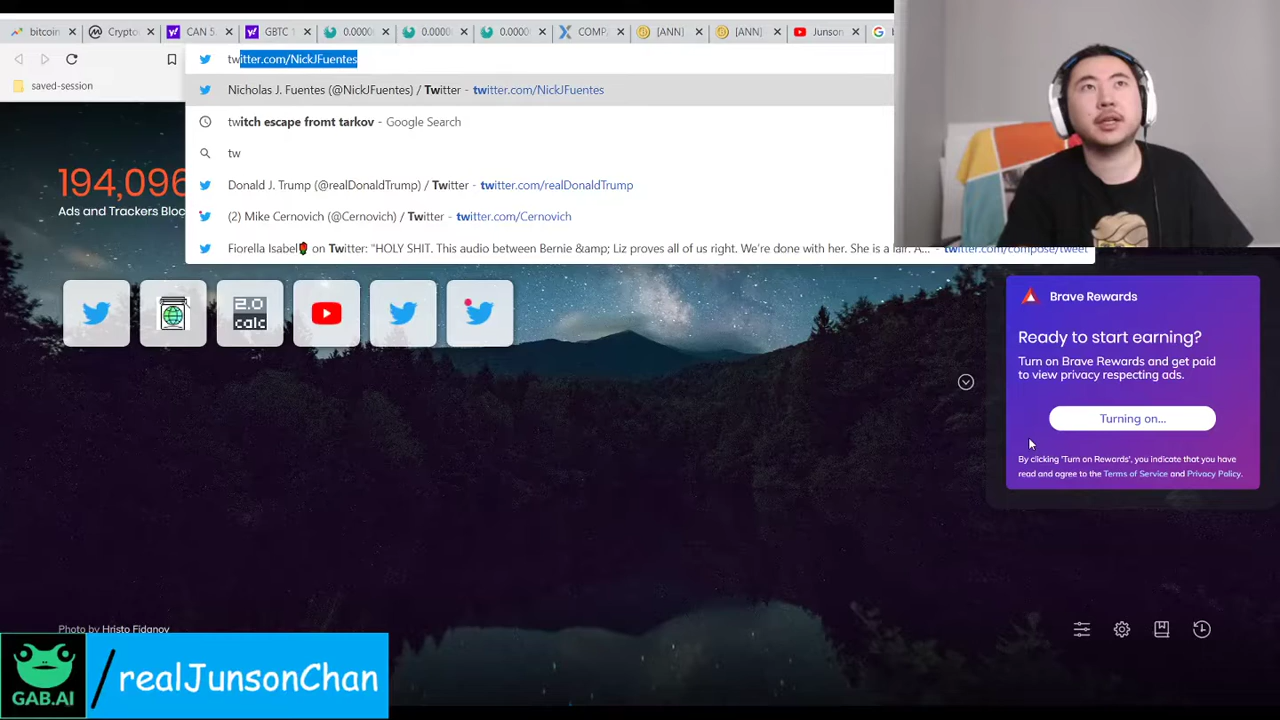 bitcoin
Crypto
CAN 5.
GBTC 1
0.0000
0.0000
0.0000
COMP
[ANN]
[ANN]
Junson
twitter.com/NickJFuentes
saved-session
Nicholas J. Fuentes (@NickJFuentes) / Twitter - twitter.com/NickJFuentes
twitch escape fromt tarkov - Google Search
tw
Donald J. Trump (@realDonaldTrump) / Twitter - twitter.com/realDonaldTrump
(2) Mike Cernovich (@Cernovich) / Twitter - twitter.com/Cernovich
Fiorella Isabel🌹 on Twitter: "HOLY SHIT. This audio between Bernie &amp; Liz proves all of us right. We're done with her. She is a liar. A... - twitter.com/compose/tweet
194,096
Ads and Trackers Bloc
2.0
calc
Brave Rewards
Ready to start earning?
Turn on Brave Rewards and get paid
to view privacy respecting ads.
Turning on...
By clicking 'Turn on Rewards', you indicate that you have
read and agree to the Terms of Service and Privacy Policy.
Photo by Hristo Fidanov
GAB.AI
/realJunsonChan